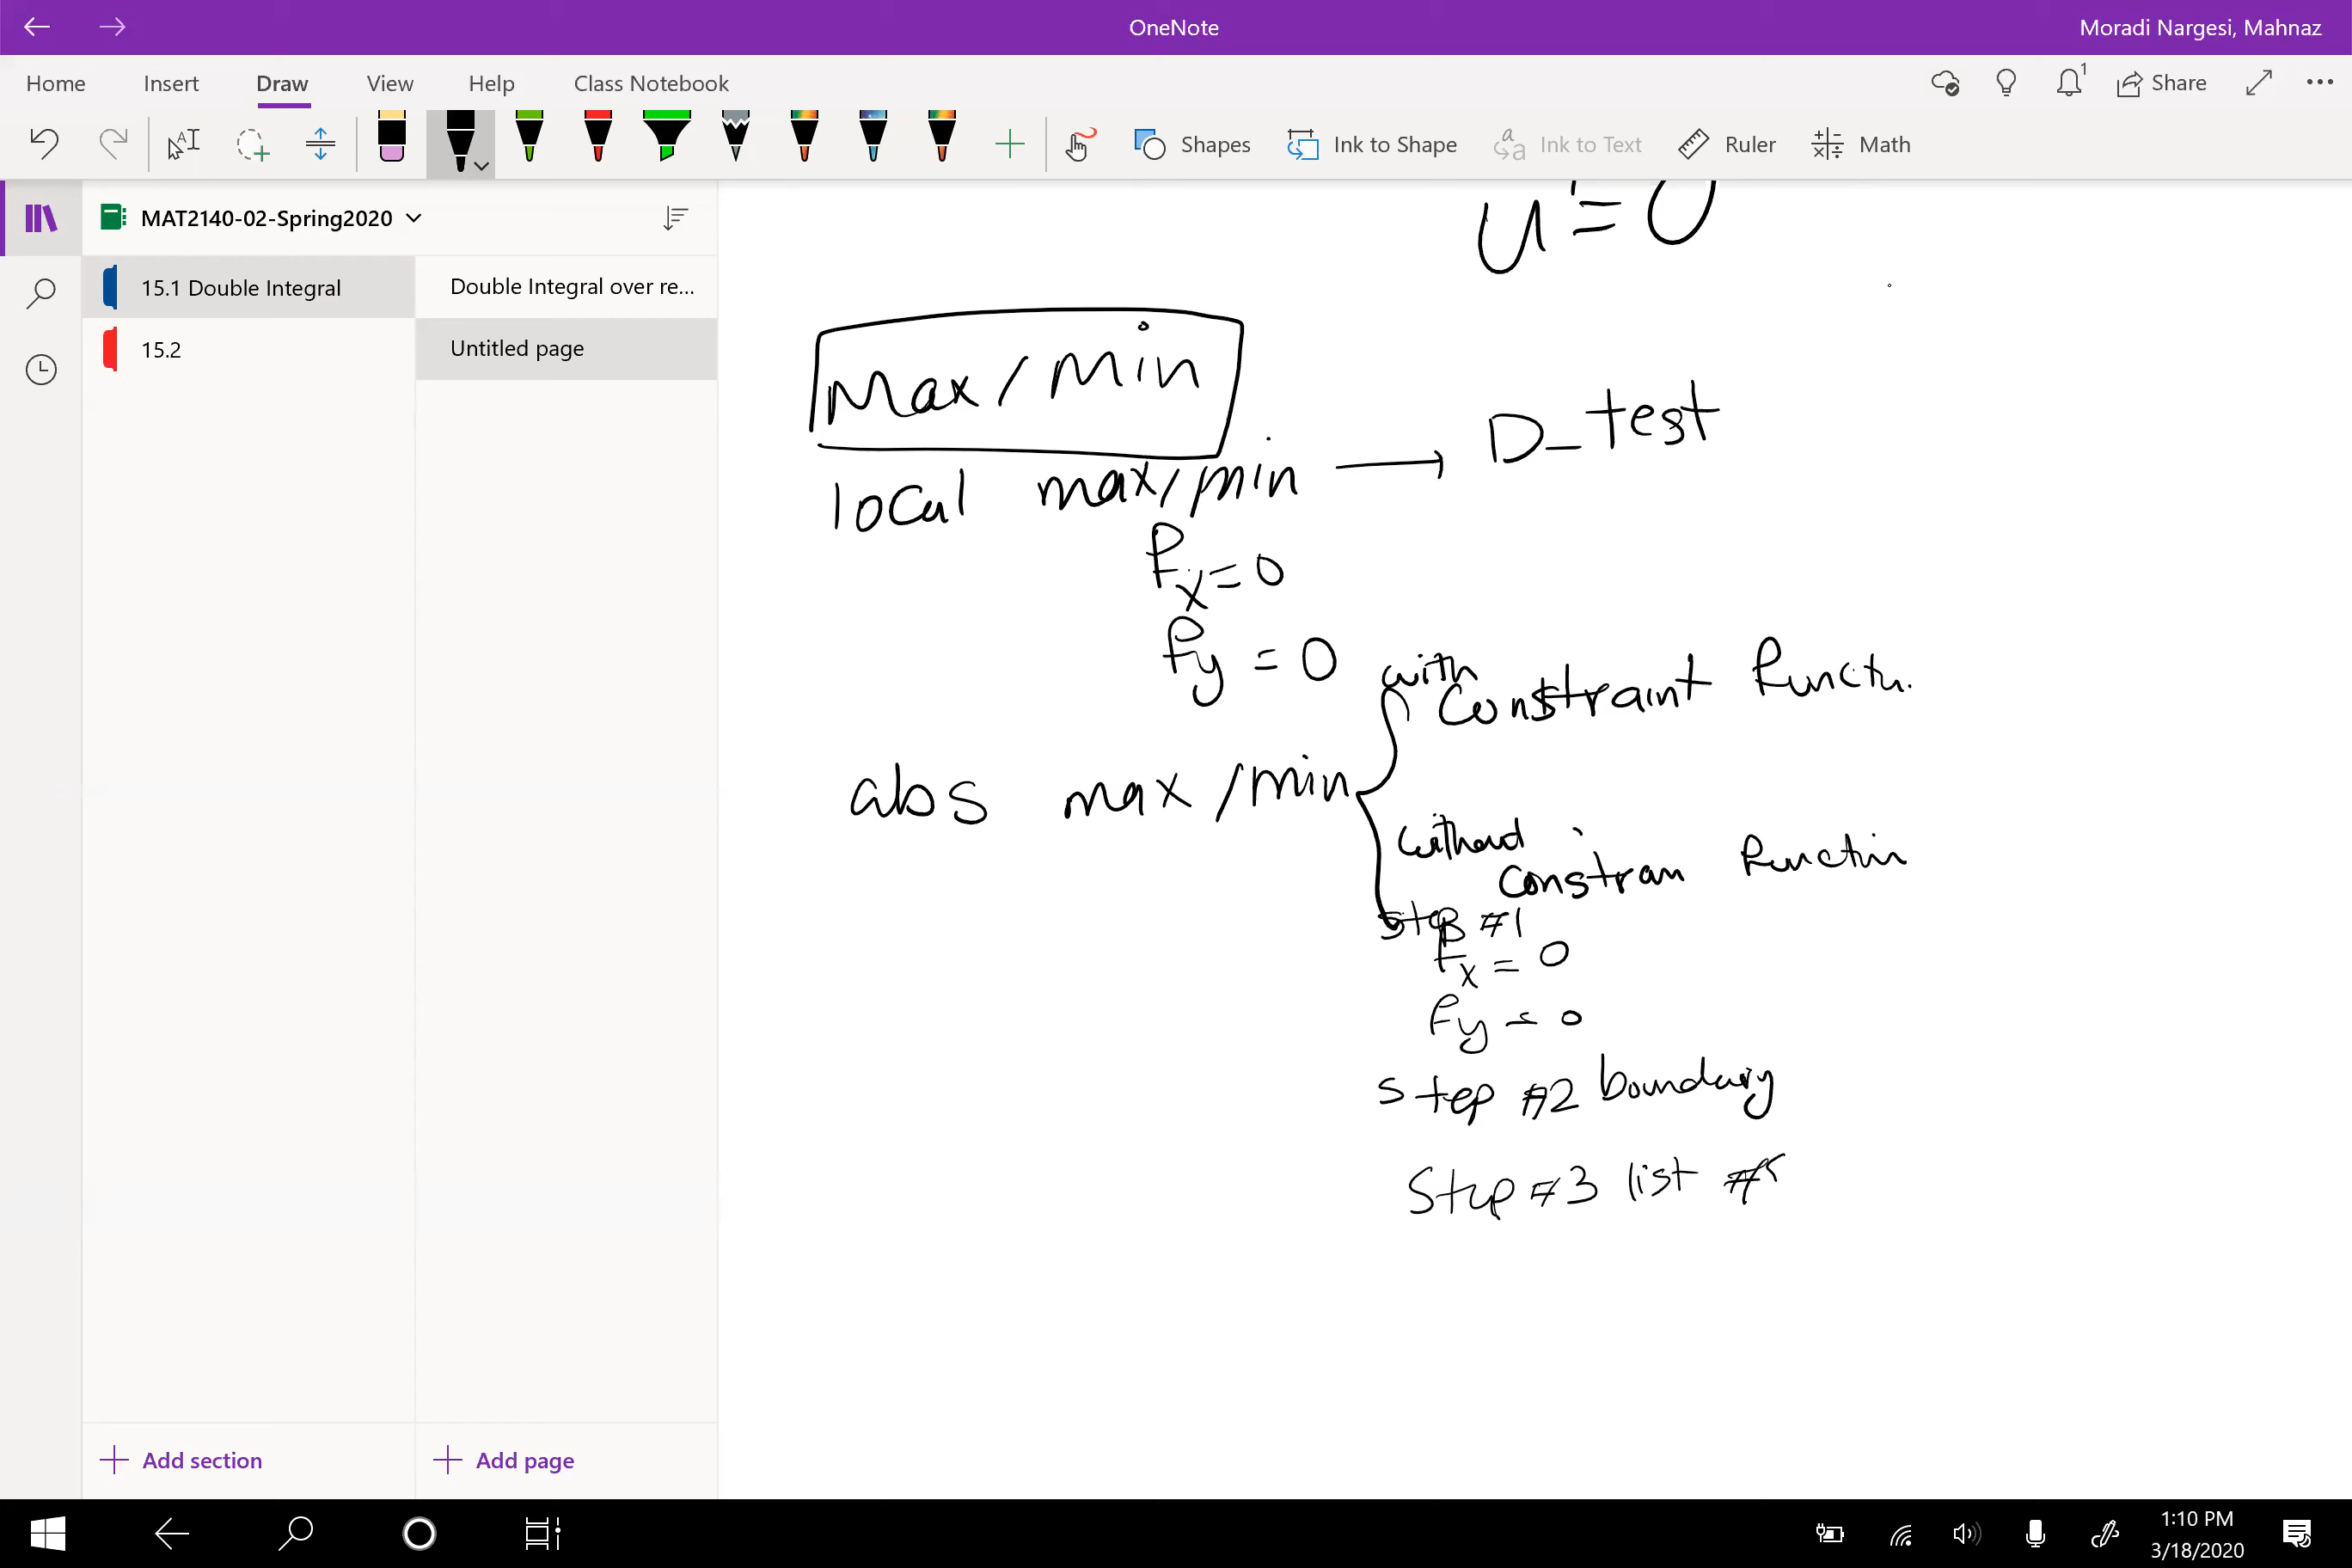 OneNote
Moradi Nargesi, Mahnaz
Home Insert Draw View Help Class Notebook
1
Share
Shapes Ink to Shape Ink to Text Ruler Math
MAT2140-02-Spring2020
15.1 Double Integral
15.2
Double Integral over re...
Untitled page
u'=0
Max/min
local max/min → D_test
fx=0
fy = 0
abs max/min
with
Constraint
without
step #1
fx = 0
fy = 0
step #2 boundary
Step #3 list #s
Add section
Add page
1:10 PM
3/18/2020